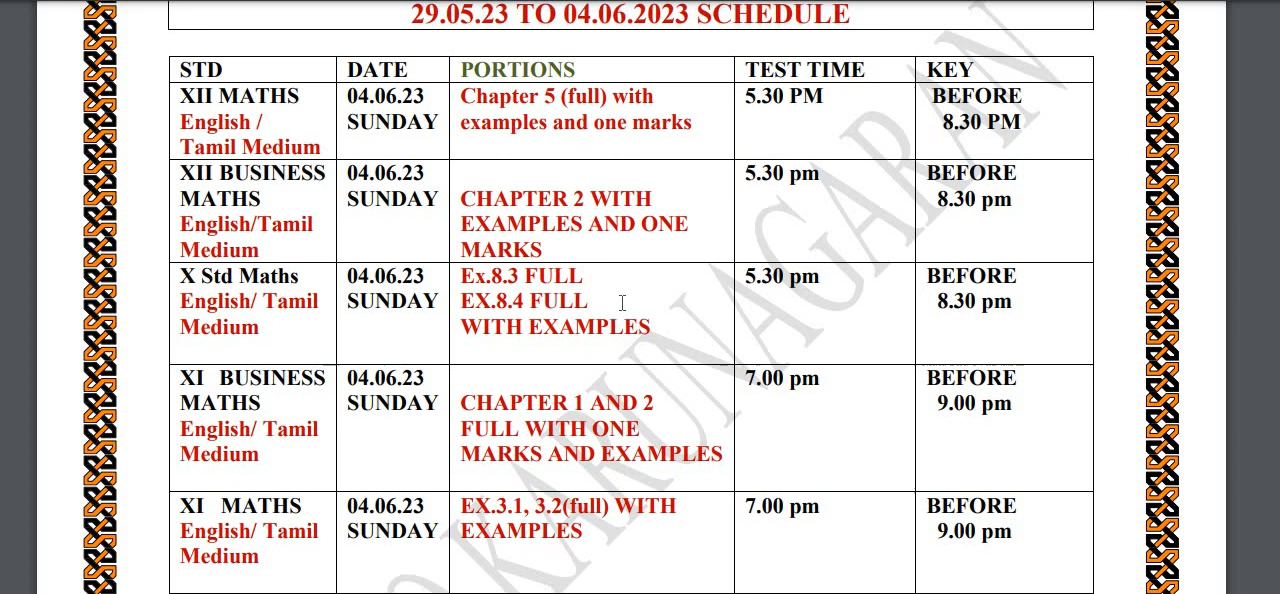 29.05.23 TO 04.06.2023 SCHEDULE
STD DATE PORTIONS TEST TIME KEY
XII MATHS 04.06.23 Chapter 5 (full) with 5.30 PM BEFORE
English / SUNDAY examples and one marks 8.30 PM
Tamil Medium
XII BUSINESS 04.06.23 5.30 pm BEFORE
MATHS SUNDAY CHAPTER 2 WITH 8.30 pm
English/Tamil EXAMPLES AND ONE
Medium MARKS
X Std Maths 04.06.23 Ex.8.3 FULL 5.30 pm BEFORE
English/ Tamil SUNDAY EX.8.4 FULL 8.30 pm
Medium WITH EXAMPLES
XI BUSINESS 04.06.23 7.00 pm BEFORE
MATHS SUNDAY CHAPTER 1 AND 2 9.00 pm
English/ Tamil FULL WITH ONE
Medium MARKS AND EXAMPLES
XI MATHS 04.06.23 EX.3.1, 3.2(full) WITH 7.00 pm BEFORE
English/ Tamil SUNDAY EXAMPLES 9.00 pm
Medium
KARUNAGARAN